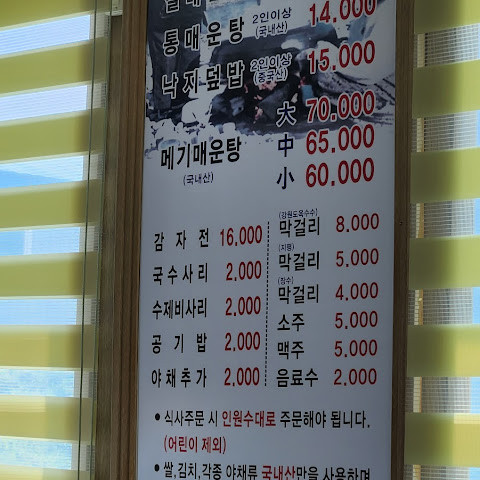 통매운탕 2인이상 (국내산) 14.000
낙지덮밥 2인이상 (중국산) 15.000
大 70.000
메기매운탕 (국내산) 中 65.000
小 60.000
감자전 16,000
국수사리 2,000
수제비사리 2,000
공기밥 2,000
야채추가 2,000
(강원도옥수수)
막걸리 8.000
(지평)
막걸리 5.000
(장수)
막걸리 4.000
소주 5.000
맥주 5.000
음료수 2.000
• 식사주문 시 인원수대로 주문해야 됩니다.
(어린이 제외)
• 쌀,김치,각종 야채류 국내산만을 사용하며